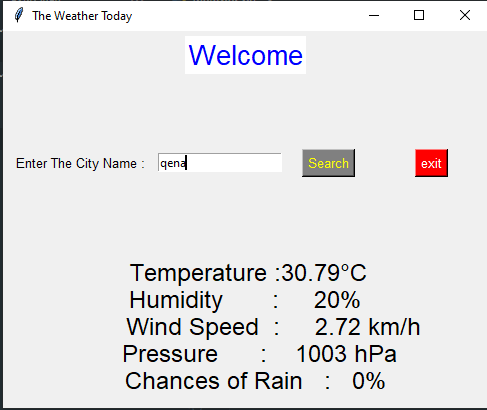 The Weather Today
Welcome
Enter The City Name : qena Search exit
Temperature :30.79°C
Humidity : 20%
Wind Speed : 2.72 km/h
Pressure : 1003 hPa
Chances of Rain : 0%